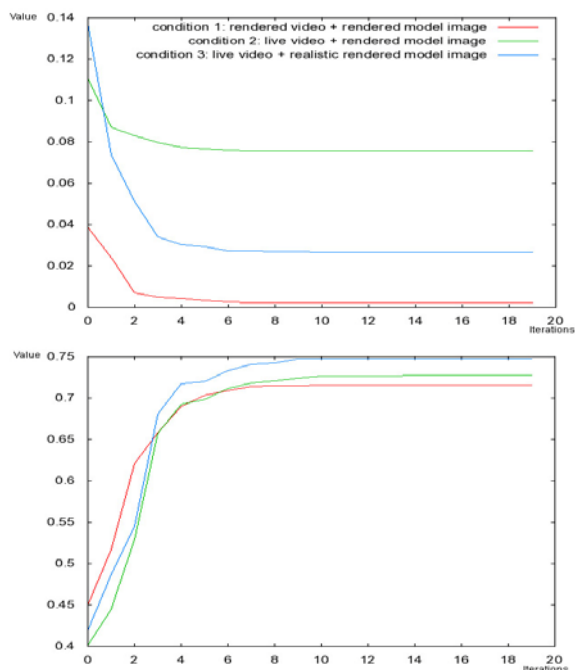 Value
0.14
condition 1: rendered video + rendered model image
condition 2: live video + rendered model image
condition 3: live video + realistic rendered model image
0.12
0.1
0.08
0.06
0.04
0.02
0
0 2 4 6 8 10 12 14 16 18 20
Iterations
Value
0.75
0.7
0.65
0.6
0.55
0.5
0.45
0.4
0 2 4 6 8 10 12 14 16 18 20